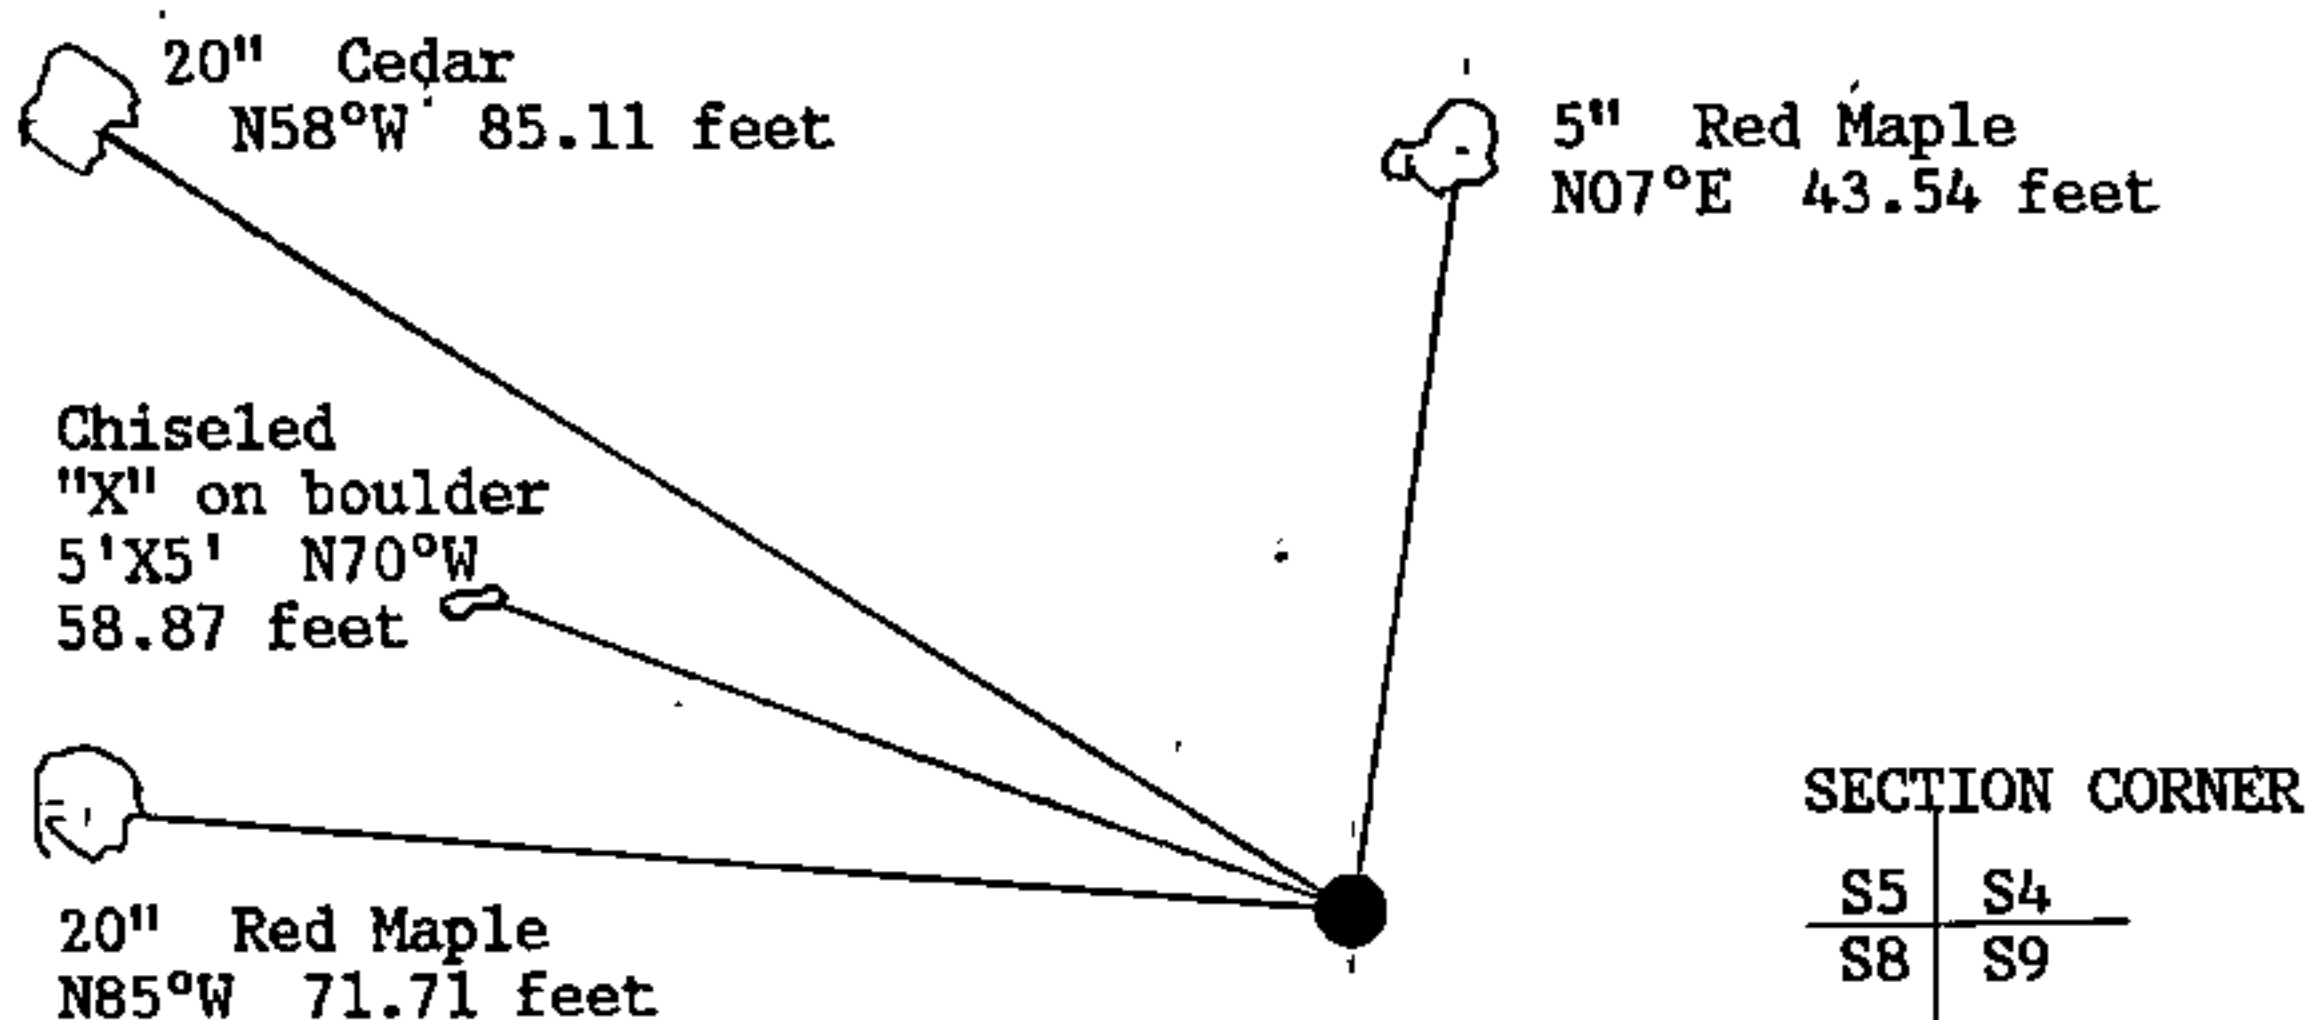 20" Cedar
N58°W 85.11 feet
5" Red Maple
N07°E 43.54 feet
Chiseled
"X" on boulder
5'X5' N70°W
58.87 feet
20" Red Maple
N85°W 71.71 feet
SECTION CORNER
S5 S4
S8 S9